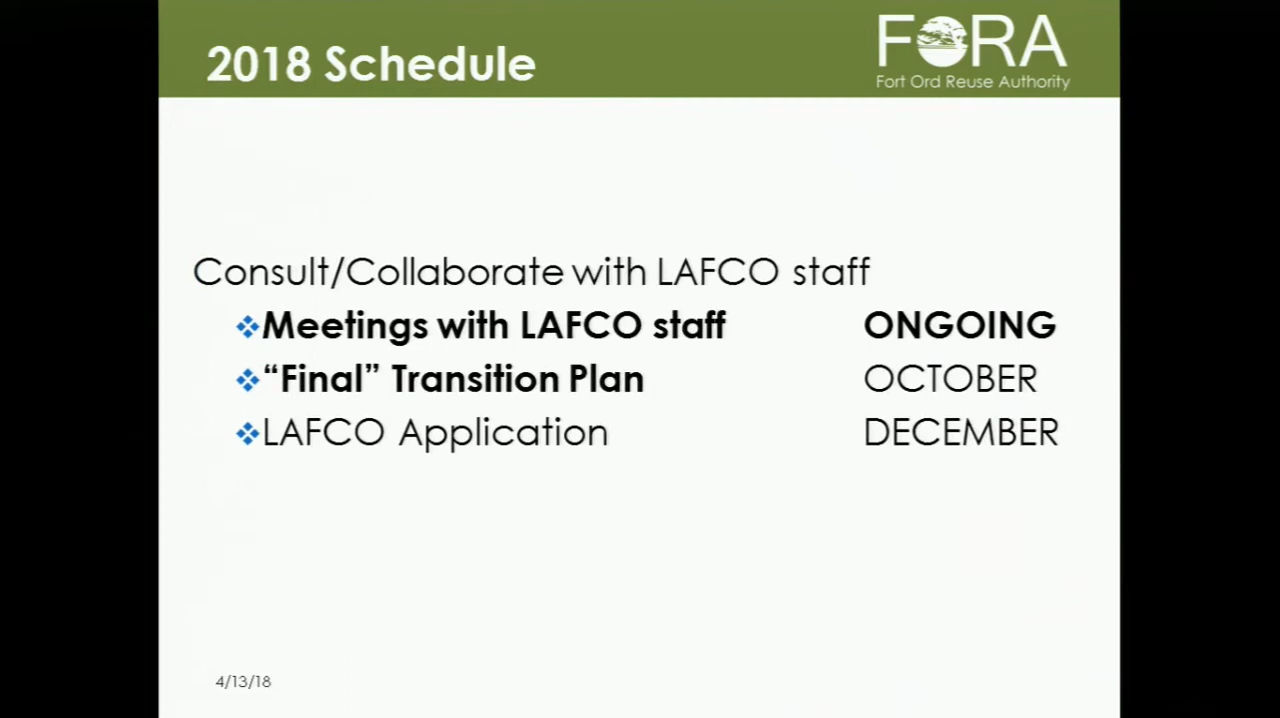 2018 Schedule
FORA
Fort Ord Reuse Authority
Consult/Collaborate with LAFCO staff
Meetings with LAFCO staff ONGOING
“Final” Transition Plan OCTOBER
LAFCO Application DECEMBER
4/13/18